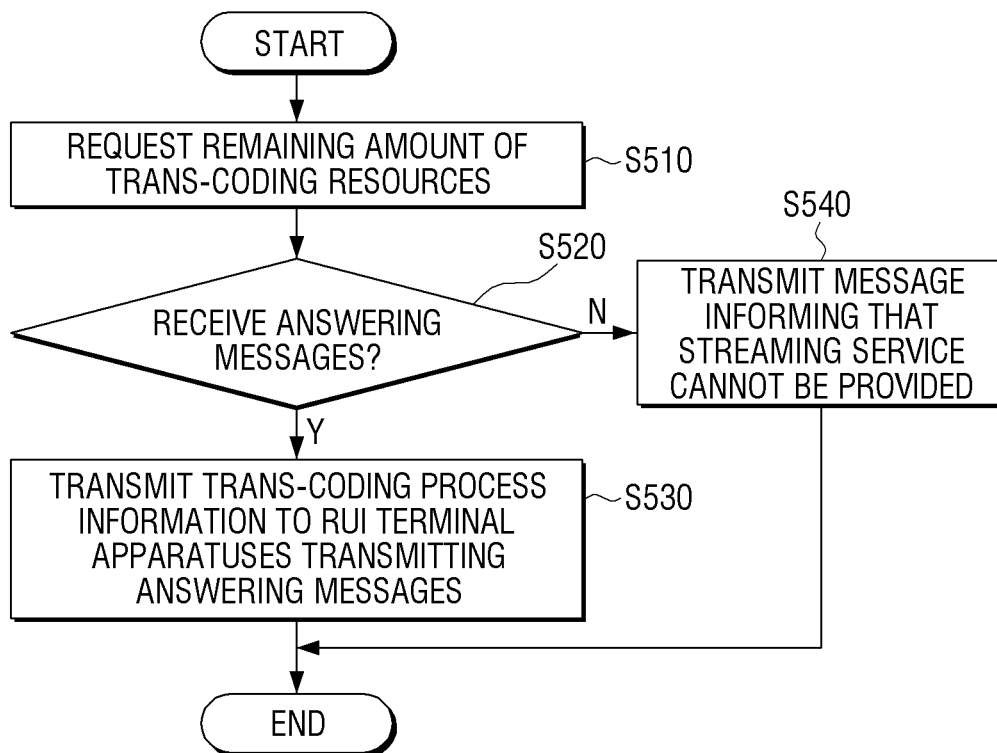 START
REQUEST REMAINING AMOUNT OF
TRANS-CODING RESOURCES
S510
S540
S520
RECEIVE ANSWERING
MESSAGES?
N
TRANSMIT MESSAGE
INFORMING THAT
STREAMING SERVICE
CANNOT BE PROVIDED
Y
TRANSMIT TRANS-CODING PROCESS
INFORMATION TO RUI TERMINAL
APPARATUSES TRANSMITTING
ANSWERING MESSAGES
S530
END